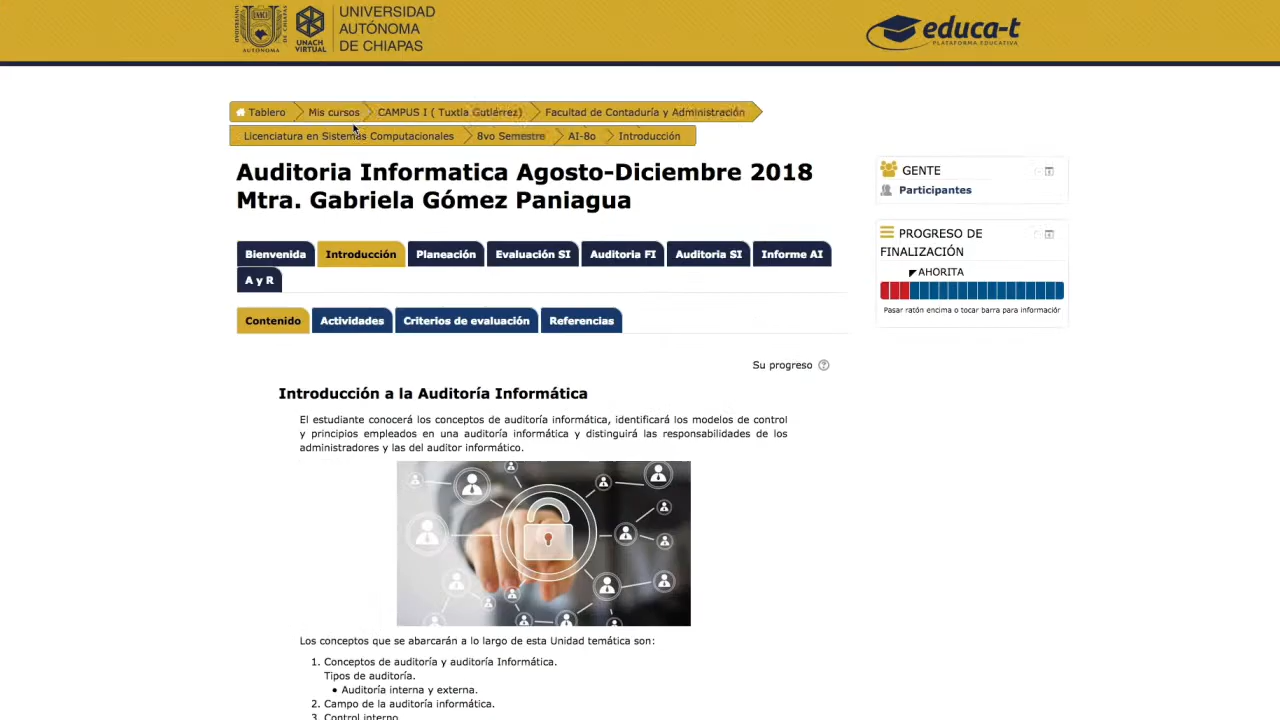 UNIVERSIDAD
AUTÓNOMA
DE CHIAPAS
AUTONOMA
UNACH
VIRTUAL
educa-t
PLATAFORMA EDUCATIVA
Tablero Mis cursos CAMPUS I ( Tuxtla Gutiérrez) Facultad de Contaduría y Administración
Licenciatura en Sistemas Computacionales 8vo Semestre AI-8o Introducción
Auditoria Informatica Agosto-Diciembre 2018
Mtra. Gabriela Gómez Paniagua
GENTE
Participantes
PROGRESO DE
FINALIZACIÓN
AHORITA
Pasar ratón encima o tocar barra para informaciór
Bienvenida Introducción Planeación Evaluación SI Auditoria FI Auditoria SI Informe AI
A y R
Contenido Actividades Criterios de evaluación Referencias
Su progreso
Introducción a la Auditoría Informática
El estudiante conocerá los conceptos de auditoría informática, identificará los modelos de control
y principios empleados en una auditoría informática y distinguirá las responsabilidades de los
administradores y las del auditor informático.
Los conceptos que se abarcarán a lo largo de esta Unidad temática son:
1. Conceptos de auditoría y auditoría Informática.
Tipos de auditoría.
• Auditoría interna y externa.
2. Campo de la auditoría informática.
3. Control interno.